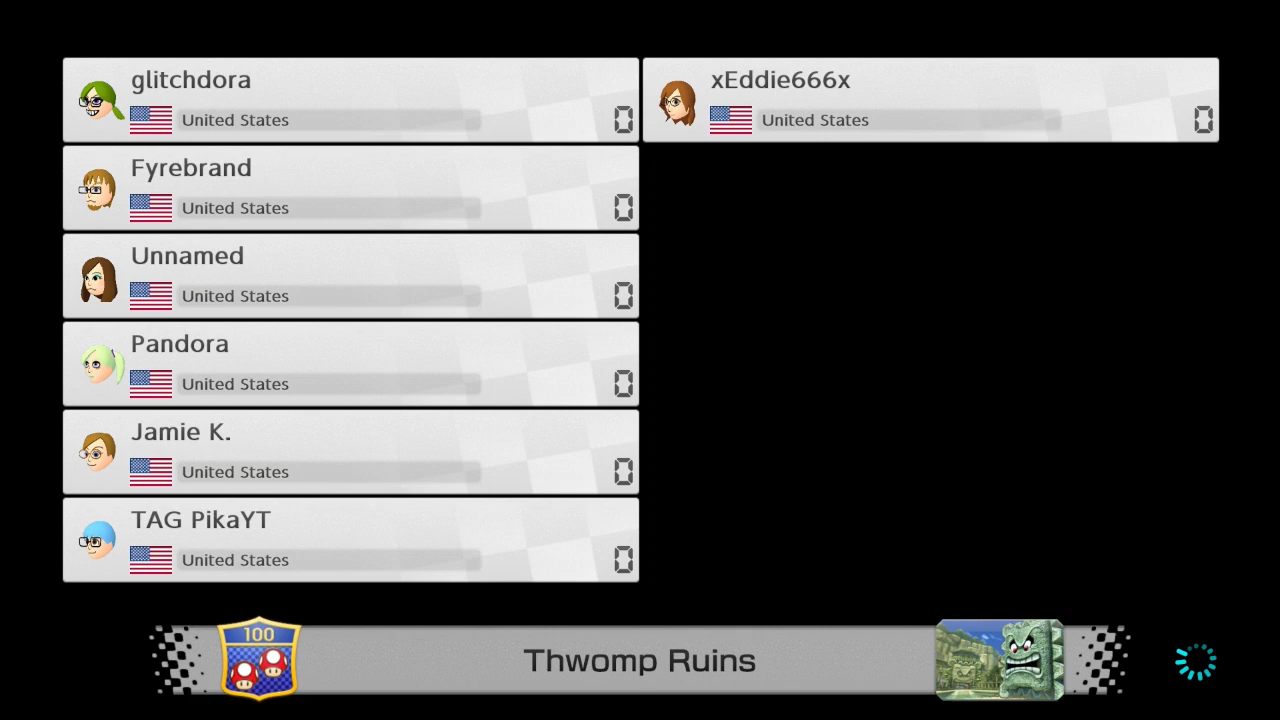 glitchdora
United States
0
Fyrebrand
United States
0
Unnamed
United States
0
Pandora
United States
0
Jamie K.
United States
0
TAG PikaYT
United States
0
xEddie666x
United States
0
100
Thwomp Ruins